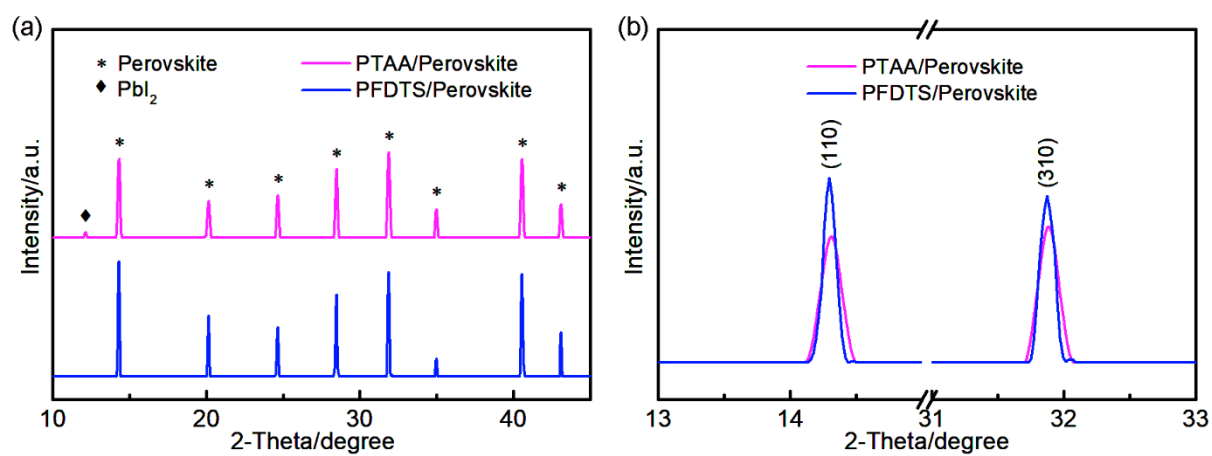 (a)
* Perovskite
♦ PbI₂
PTAA/Perovskite
PFDTS/Perovskite
* * * * * * * *
♦
Intensity/a.u.
10 20 30 40
2-Theta/degree
(b)
PTAA/Perovskite
PFDTS/Perovskite
(110)
(310)
Intensity/a.u.
13 14 31 32 33
2-Theta/degree